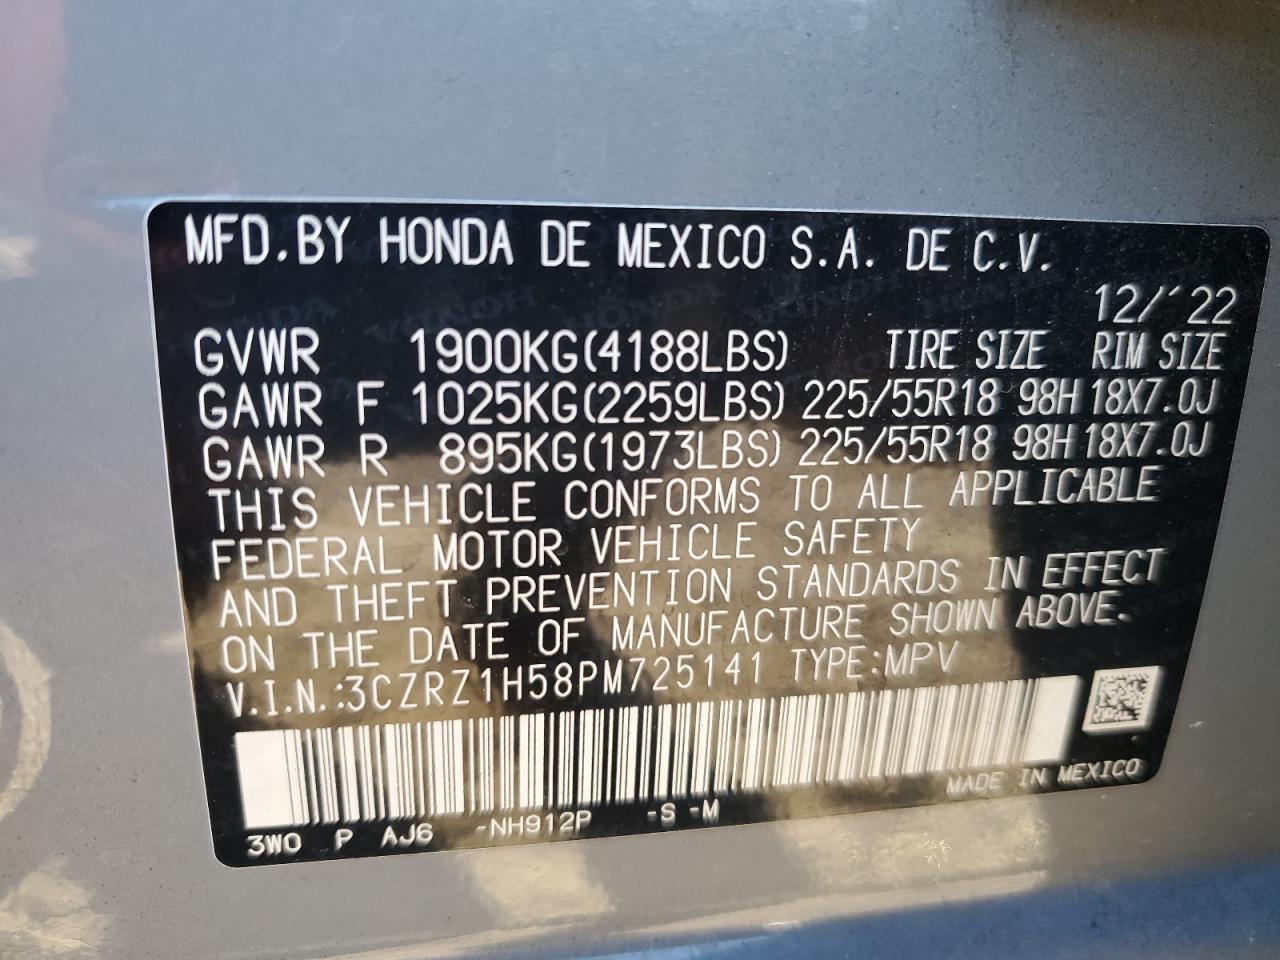 MFD.BY HONDA DE MEXICO S.A. DE C.V.
12/'22
GVWR 1900KG(4188LBS) TIRE SIZE RIM SIZE
GAWR F 1025KG(2259LBS) 225/55R18 98H 18X7.0J
GAWR R 895KG(1973LBS) 225/55R18 98H 18X7.0J
THIS VEHICLE CONFORMS TO ALL APPLICABLE
FEDERAL MOTOR VEHICLE SAFETY
AND THEFT PREVENTION STANDARDS IN EFFECT
ON THE DATE OF MANUFACTURE SHOWN ABOVE.
V.I.N.:3CZRZ1H58PM725141 TYPE:MPV
MADE IN MEXICO
3W0 P AJ6 -NH912P -S -M